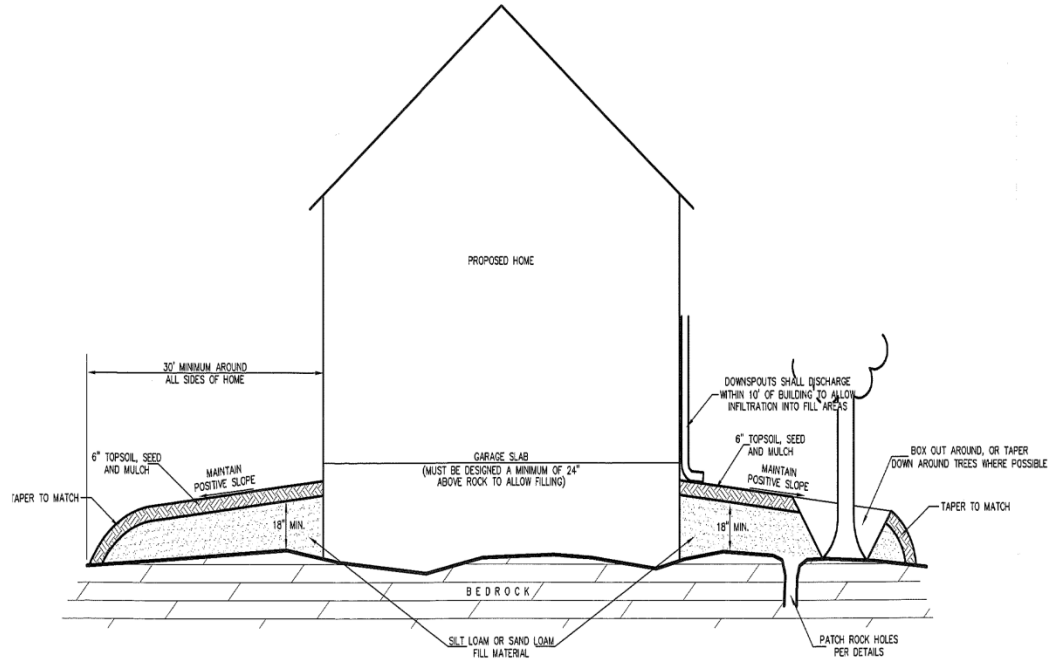 PROPOSED HOME
30' MINIMUM AROUND
ALL SIDES OF HOME
DOWNSPOUTS SHALL DISCHARGE
WITHIN 10' OF BUILDING TO ALLOW
INFILTRATION INTO FILL AREAS
6" TOPSOIL, SEED
AND MULCH
MAINTAIN
POSITIVE SLOPE
TAPER TO MATCH
GARAGE SLAB
(MUST BE DESIGNED A MINIMUM OF 24"
ABOVE ROCK TO ALLOW FILLING)
6" TOPSOIL, SEED
AND MULCH
MAINTAIN
POSITIVE SLOPE
BOX OUT AROUND, OR TAPER
DOWN AROUND TREES WHERE POSSIBLE
TAPER TO MATCH
18" MIN.
18" MIN.
BEDROCK
SILT LOAM OR SAND LOAM
FILL MATERIAL
PATCH ROCK HOLES
PER DETAILS